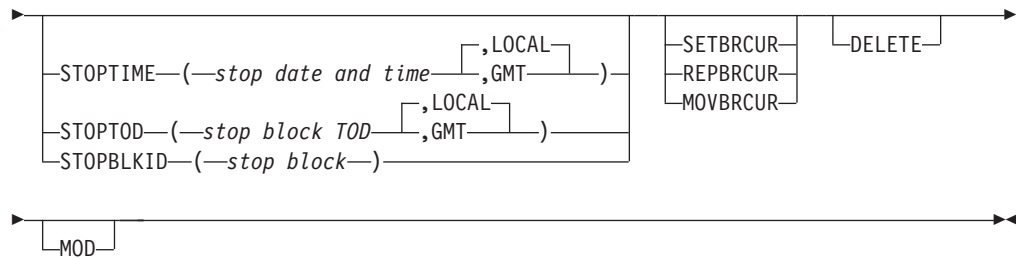 ,LOCAL SETBRCUR DELETE
STOPTIME ( stop date and time ,GMT ) REPBRCUR
,LOCAL MOVBRCUR
STOPTOD ( stop block TOD ,GMT )
STOPBLKID ( stop block )
MOD